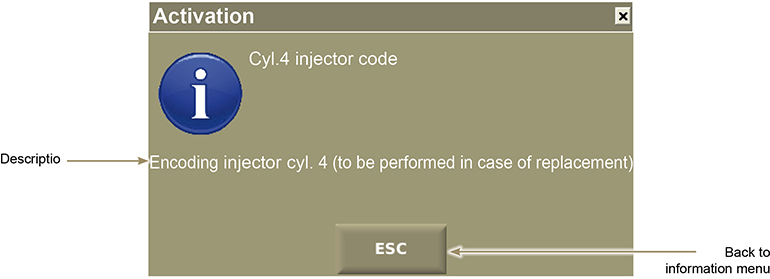 Activation
Cyl.4 injector code
Descriptio
Encoding injector cyl. 4 (to be performed in case of replacement)
ESC
Back to
information menu